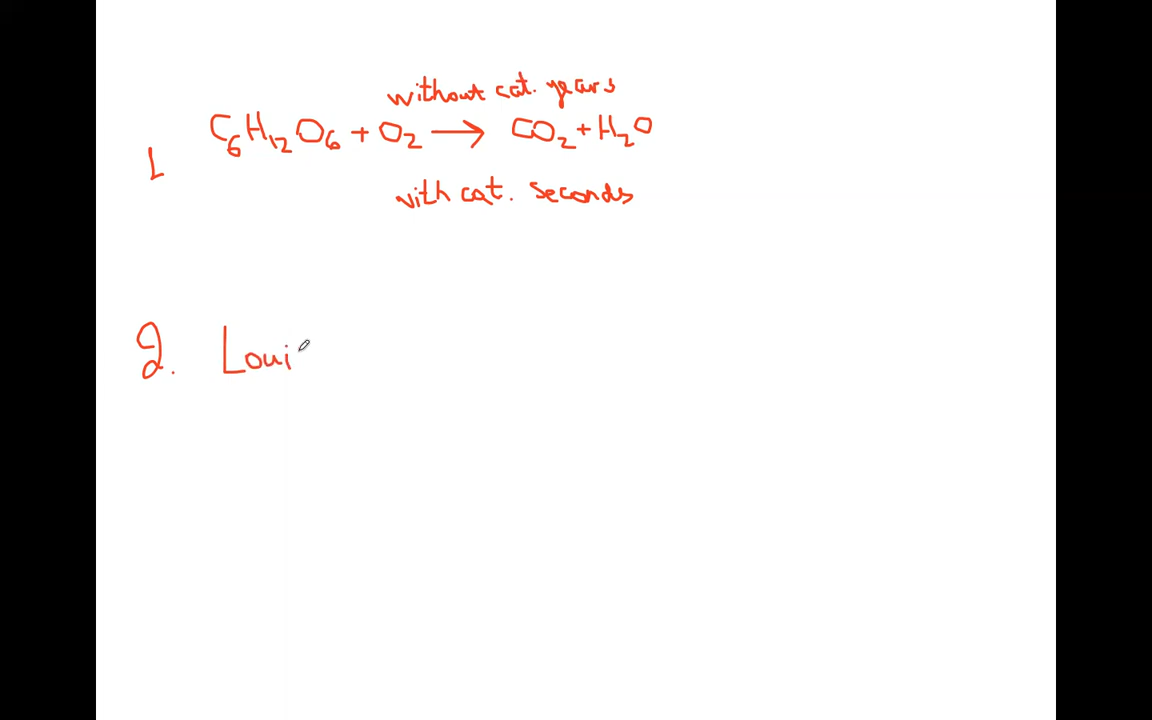 without cat. years
1 C6H12O6 + O2 → CO2 + H2O
with cat. seconds
2. Loui